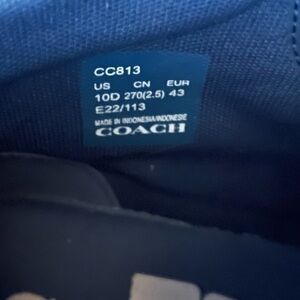 CC813
US CN EUR
10D 270(2.5) 43
E22/113
MADE IN INDONESIA/INDONESIE
COACH